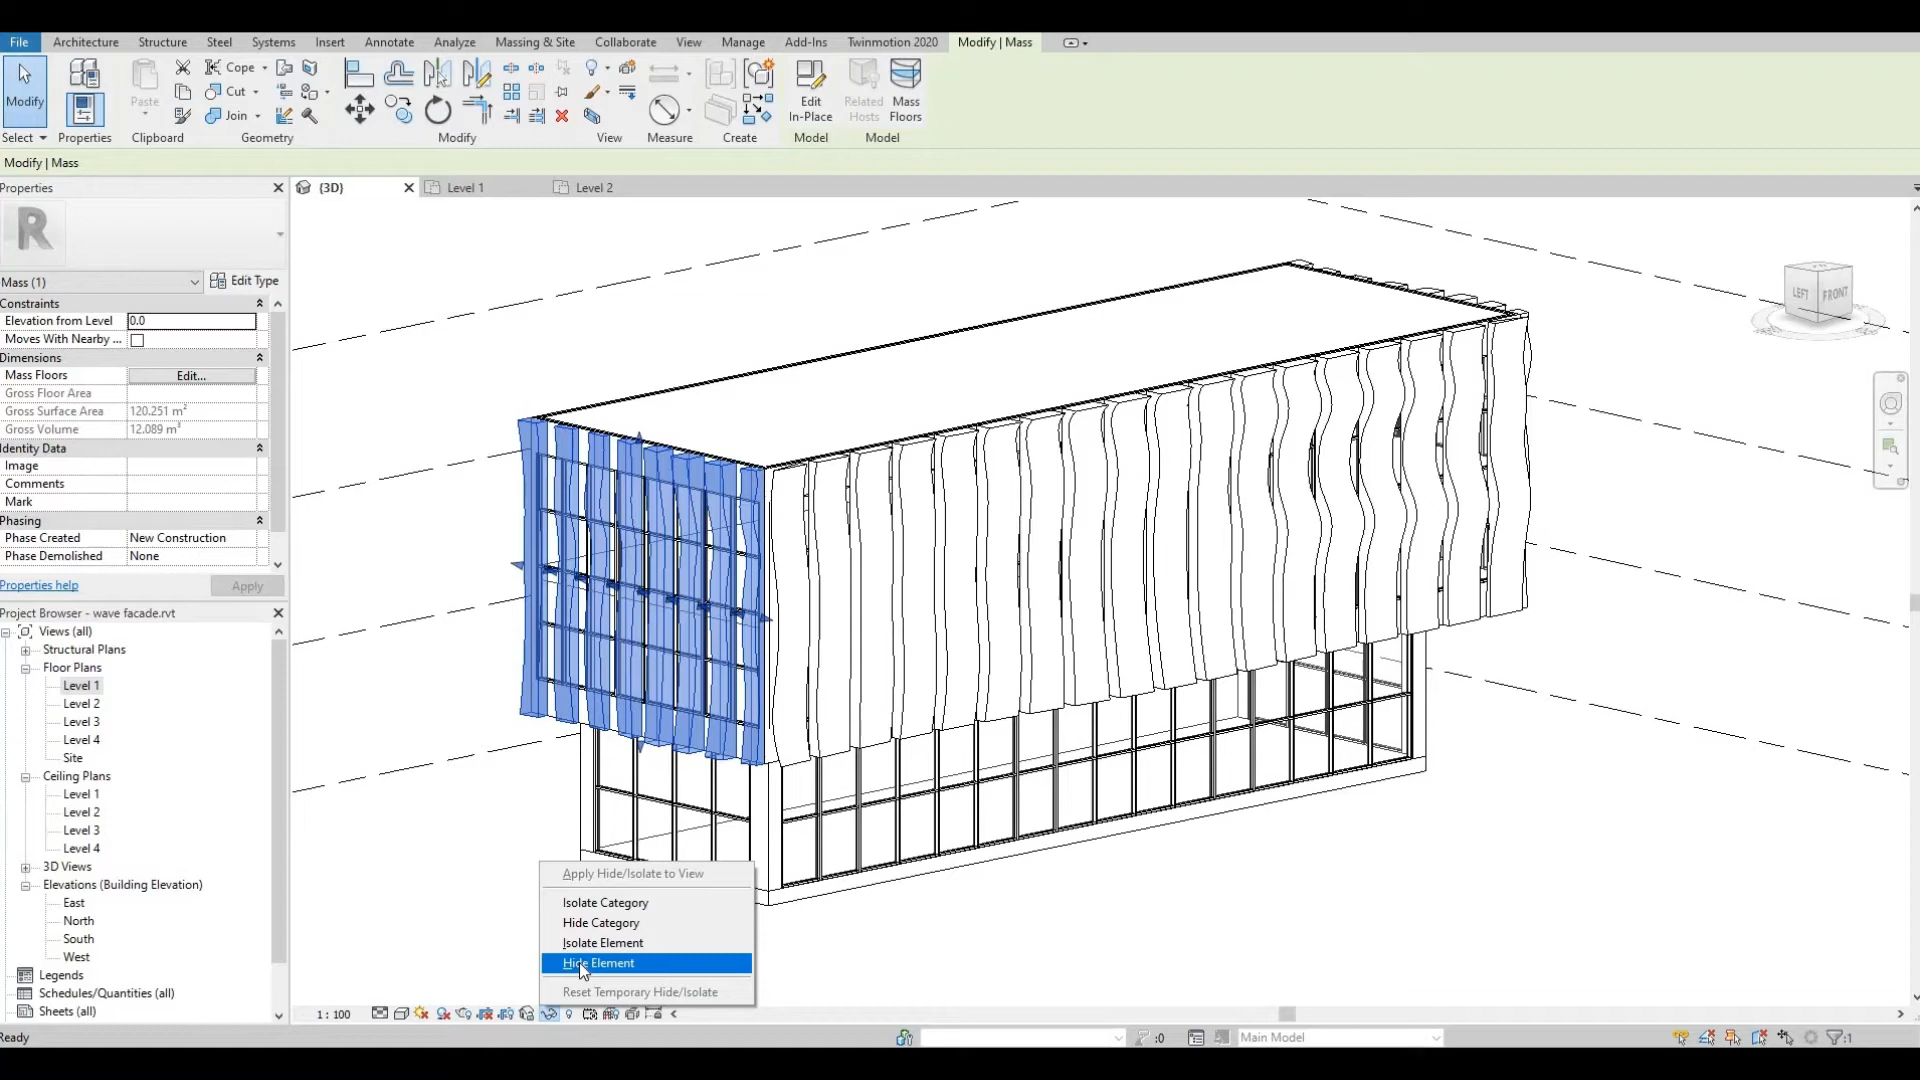 File Architecture Structure Steel Systems Insert Annotate Analyze Massing & Site Collaborate View Manage Add-Ins Twinmotion 2020 Modify | Mass
Modify
Paste
Cope
Cut
Join
Edit In-Place
Related Hosts
Mass Floors
Select Properties Clipboard Geometry Modify View Measure Create Model Model
Modify | Mass
Properties
{3D}
Level 1
Level 2
R
Mass (1)
Edit Type
Constraints
Elevation from Level 0.0
Moves With Nearby ...
Dimensions
Mass Floors Edit...
Gross Floor Area
Gross Surface Area 120.251 m²
Gross Volume 12.089 m³
Identity Data
Image
Comments
Mark
Phasing
Phase Created New Construction
Phase Demolished None
Properties help
Apply
Project Browser - wave facade.rvt
Views (all)
Structural Plans
Floor Plans
Level 1
Level 2
Level 3
Level 4
Site
Ceiling Plans
Level 1
Level 2
Level 3
Level 4
3D Views
Elevations (Building Elevation)
East
North
South
West
Legends
Schedules/Quantities (all)
Sheets (all)
LEFT FRONT
Apply Hide/Isolate to View
Isolate Category
Hide Category
Isolate Element
Hide Element
Reset Temporary Hide/Isolate
1 : 100
Ready
:0
Main Model
:1